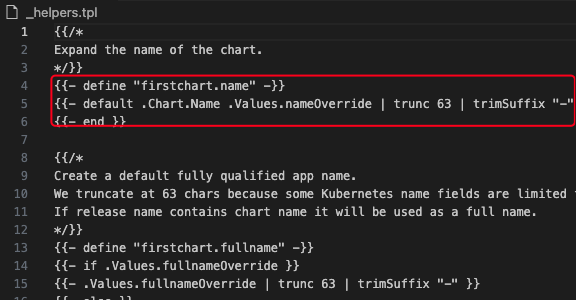 _helpers.tpl
1 {{/*
2 Expand the name of the chart.
3 */}}
4 {{- define "firstchart.name" -}}
5 {{- default .Chart.Name .Values.nameOverride | trunc 63 | trimSuffix "-"
6 {{- end }}
7
8 {{/*
9 Create a default fully qualified app name.
10 We truncate at 63 chars because some Kubernetes name fields are limited
11 If release name contains chart name it will be used as a full name.
12 */}}
13 {{- define "firstchart.fullname" -}}
14 {{- if .Values.fullnameOverride }}
15 {{- .Values.fullnameOverride | trunc 63 | trimSuffix "-" }}
16 {{- else }}